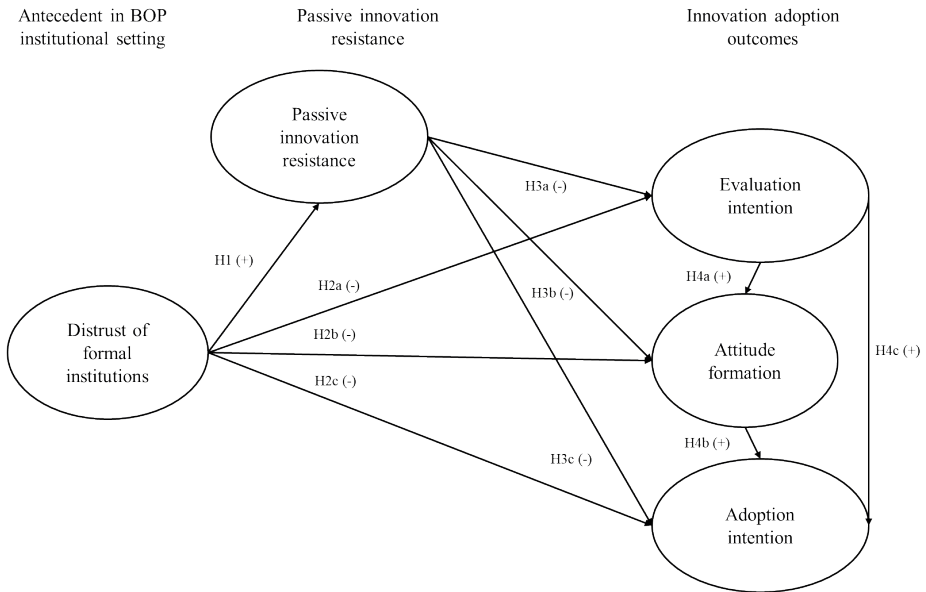 Antecedent in BOP
institutional setting
Passive innovation
resistance
Innovation adoption
outcomes
Passive
innovation
resistance
Evaluation
intention
H3a (-)
H1 (+)
H2a (-)
H3b (-)
H4a (+)
Distrust of
formal
institutions
H2b (-)
Attitude
formation
H4c (+)
H2c (-)
H3c (-)
H4b (+)
Adoption
intention